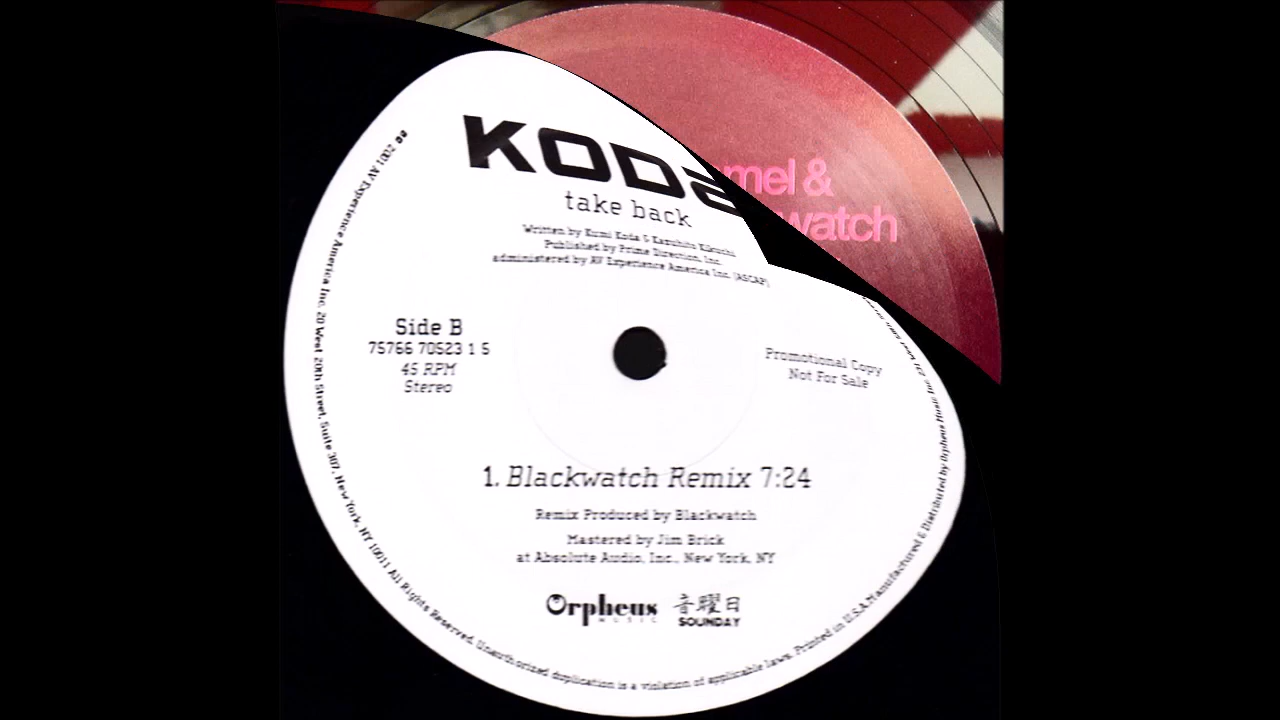 KODA
take back
Written by Kumi Koda & Kazuhito Kikuchi
Published by Prime Direction, Inc.
administered by AV Experience America Inc. (ASCAP)
mel &
watch
Side B
75766 70523 1 5
45 RPM
Stereo
Promotional Copy
Not For Sale
1. Blackwatch Remix 7:24
Remix Produced by Blackwatch
Mastered by Jim Brick
at Absolute Audio, Inc., New York, NY
Orpheus
MUSIC
音曜日
SOUNDAY
2001 AV Experience America Inc. 20 West 20th Street, Suite 307, New York, NY 10011 All Rights Reserved. Unauthorized duplication is a violation of applicable laws. Printed in U.S.A Manufactured & Distributed by Orpheus Music Inc.